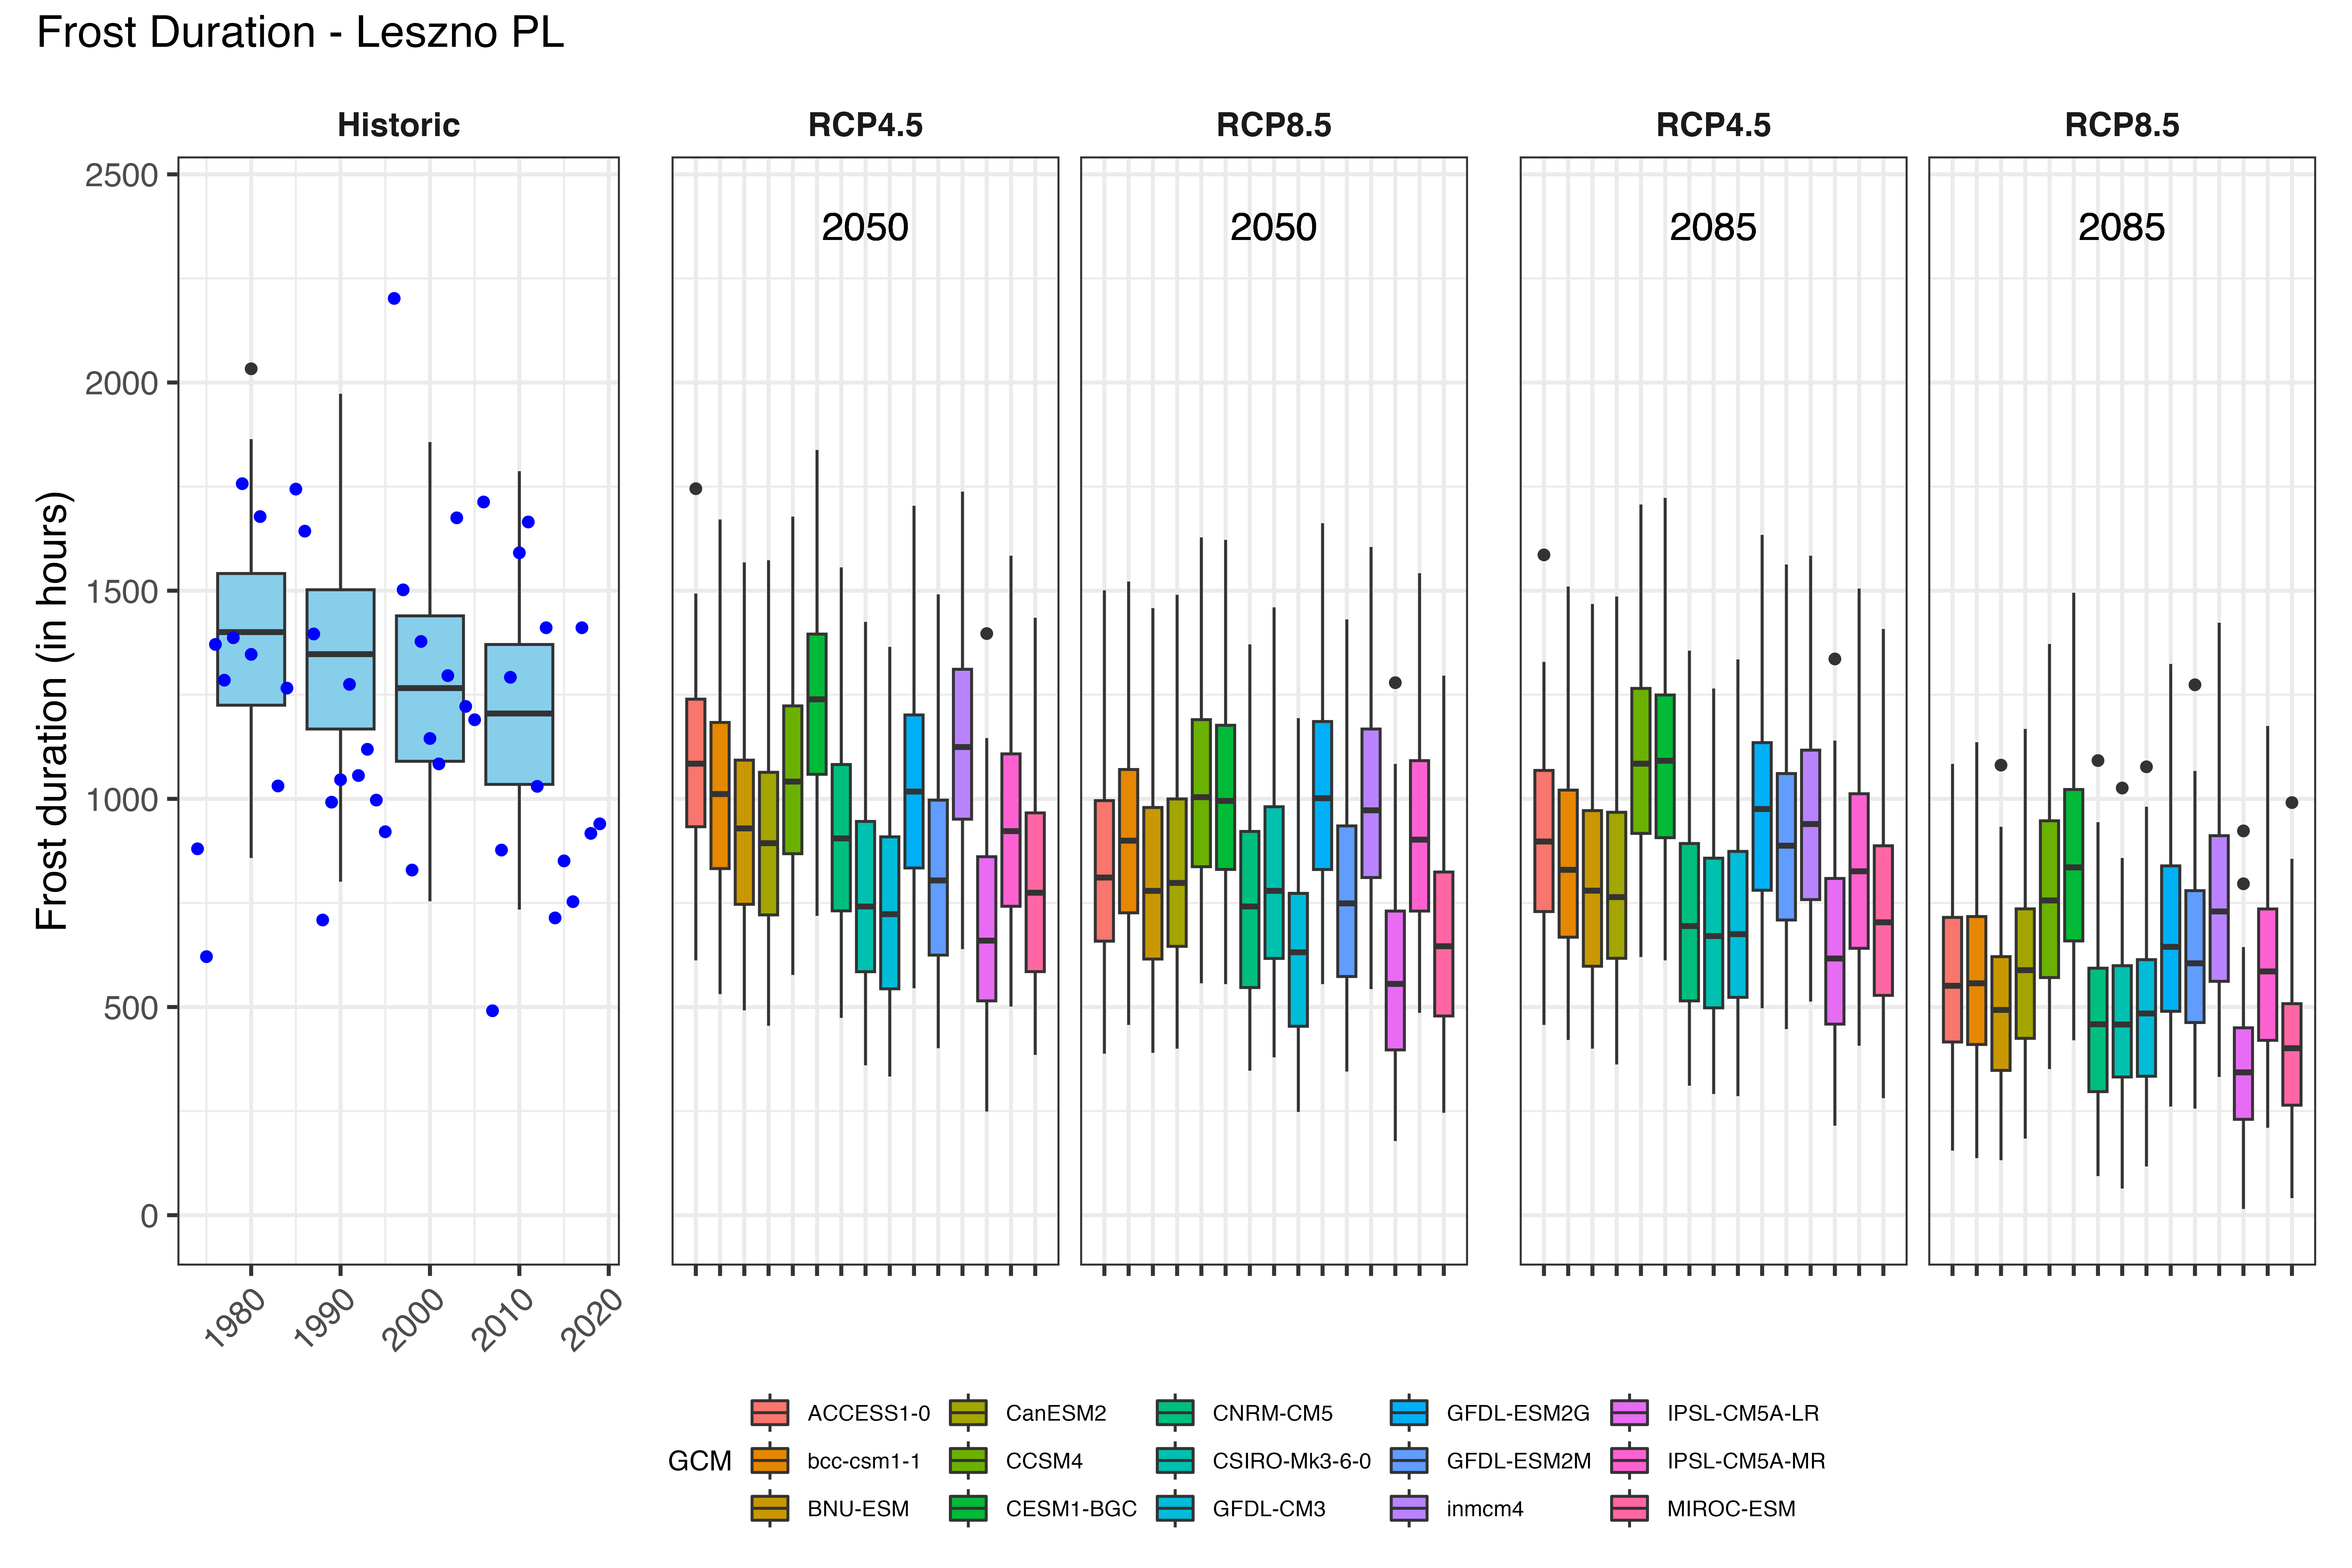 Frost Duration - Leszno PL
Historic RCP4.5 RCP8.5 RCP4.5 RCP8.5
2050 2050 2085 2085
Frost duration (in hours)
2500
2000
1500
1000
500
0
1980 1990 2000 2010 2020
GCM
ACCESS1-0 CanESM2 CNRM-CM5 GFDL-ESM2G IPSL-CM5A-LR
bcc-csm1-1 CCSM4 CSIRO-Mk3-6-0 GFDL-ESM2M IPSL-CM5A-MR
BNU-ESM CESM1-BGC GFDL-CM3 inmcm4 MIROC-ESM